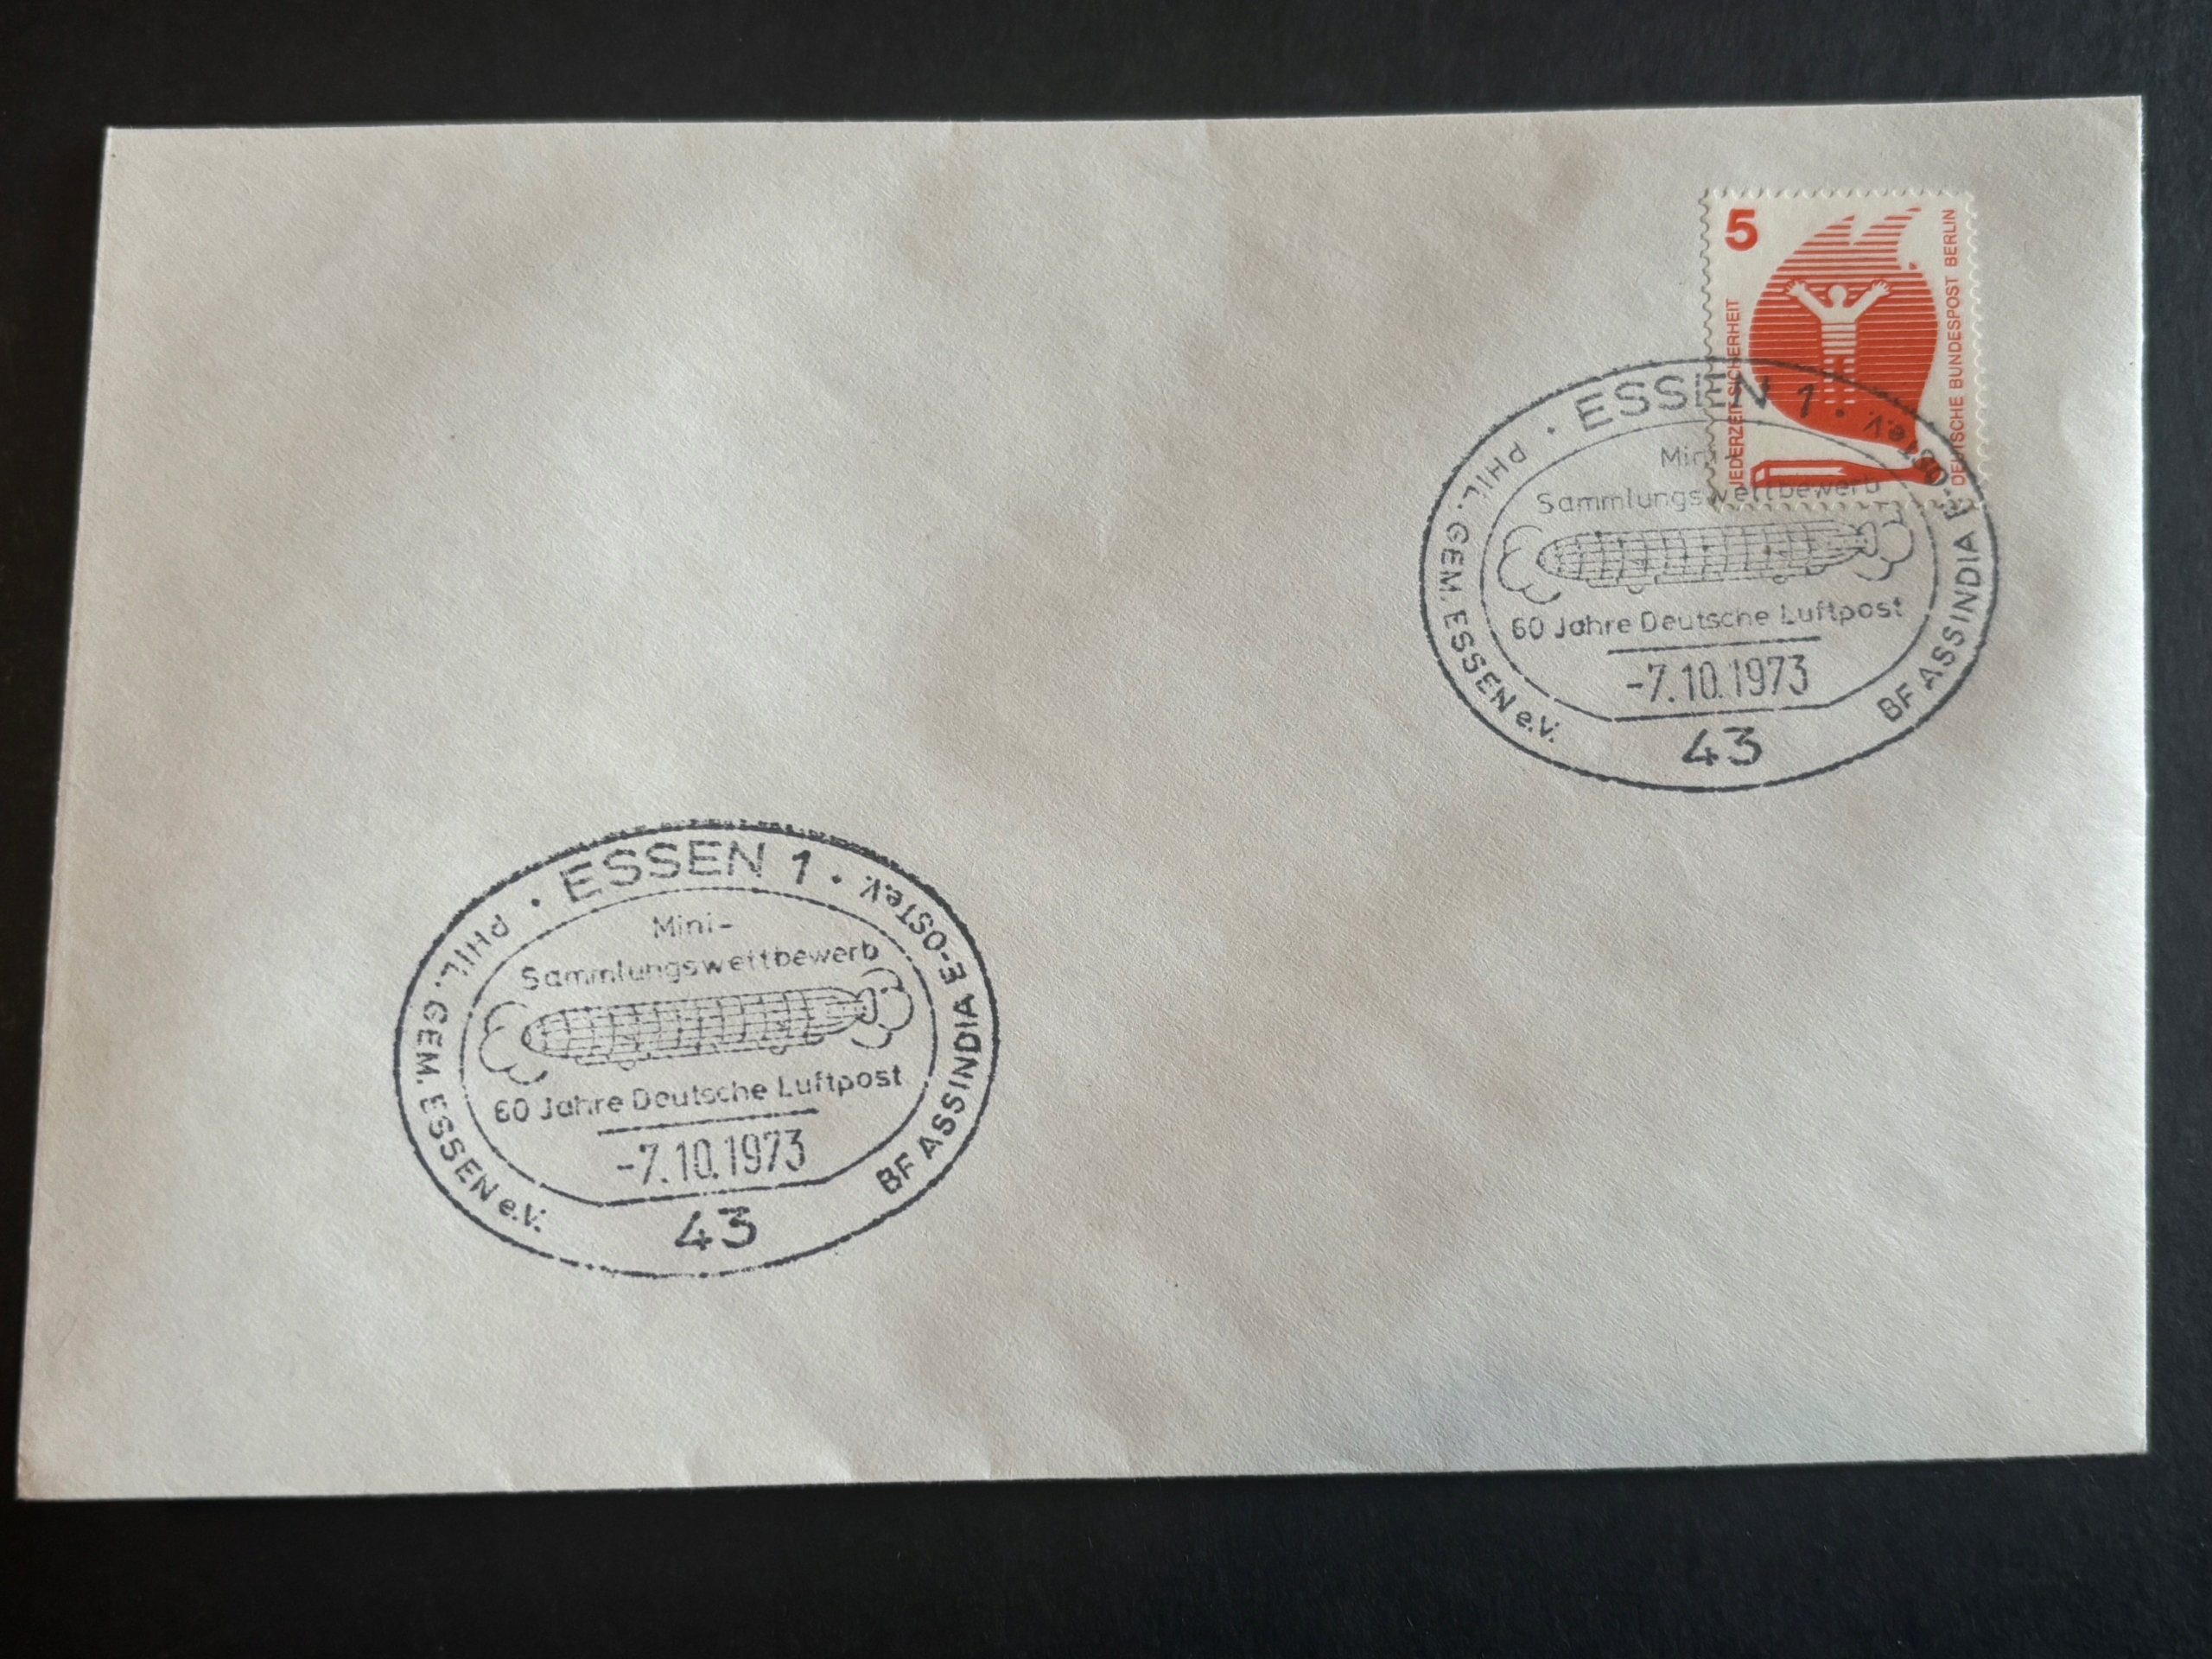 5
JEDERZEIT SICHERHEIT
DEUTSCHE BUNDESPOST BERLIN
• ESSEN 1 •
PHIL. GEM. ESSEN e.V.
BF ASSINDIA E-OST e.V.
Mini-
Sammlungswettbewerb
60 Jahre Deutsche Luftpost
-7.10.1973
43
• ESSEN 1 •
PHIL. GEM. ESSEN e.V.
BF ASSINDIA E-OST e.V.
Mini-
Sammlungswettbewerb
60 Jahre Deutsche Luftpost
-7.10.1973
43